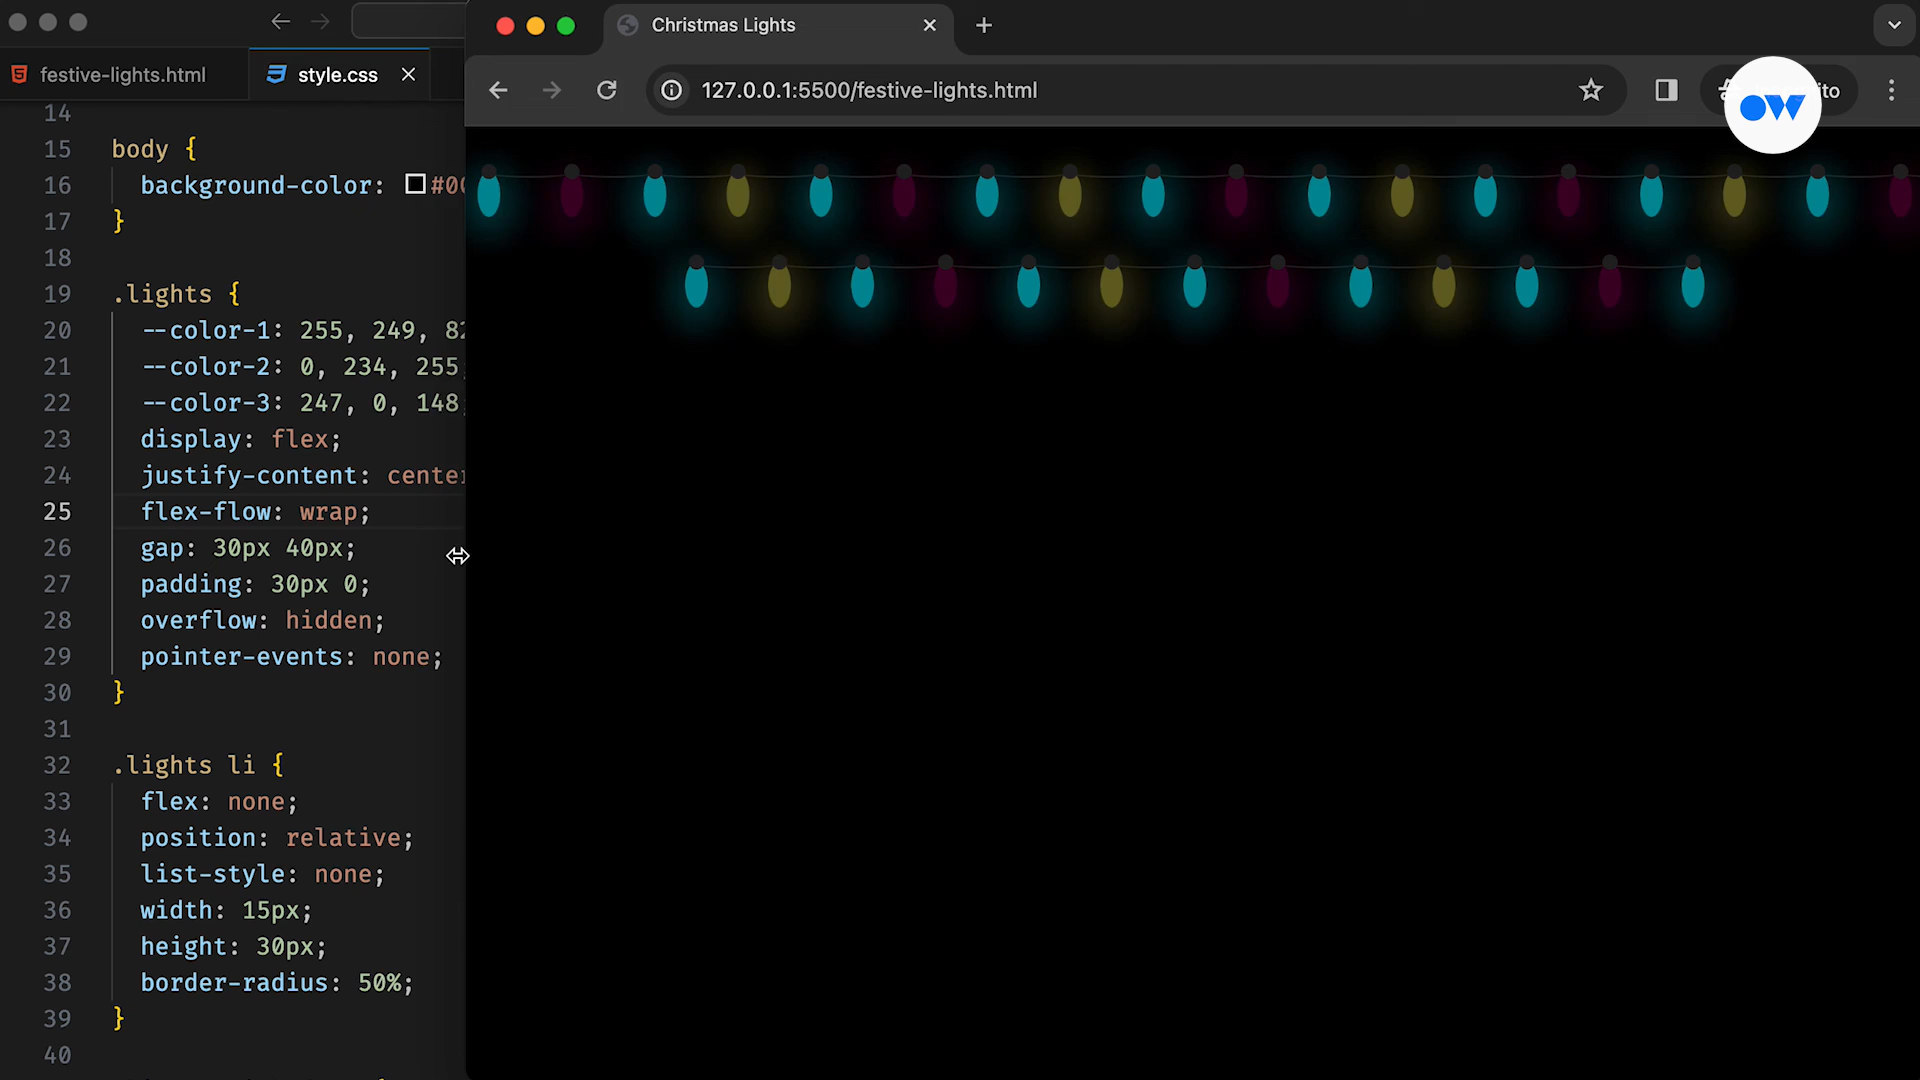 Christmas Lights
festive-lights.html
style.css
127.0.0.1:5500/festive-lights.html
ow
14
15 body {
16 background-color: #00
17 }
18
19 .lights {
20 --color-1: 255, 249, 82
21 --color-2: 0, 234, 255;
22 --color-3: 247, 0, 148
23 display: flex;
24 justify-content: center
25 flex-flow: wrap;
26 gap: 30px 40px;
27 padding: 30px 0;
28 overflow: hidden;
29 pointer-events: none;
30 }
31
32 .lights li {
33 flex: none;
34 position: relative;
35 list-style: none;
36 width: 15px;
37 height: 30px;
38 border-radius: 50%;
39 }
40